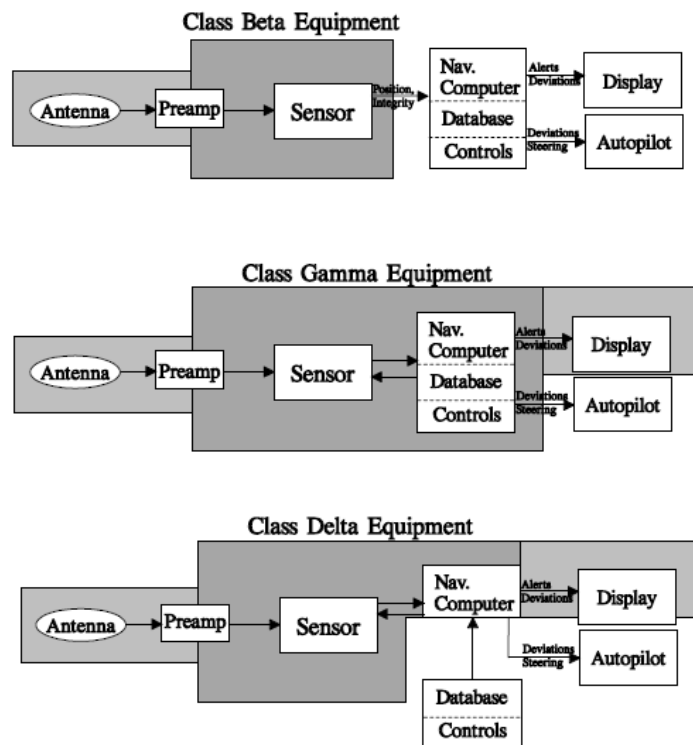 Class Beta Equipment
Antenna
Preamp
Sensor
Position,
Integrity
Nav.
Computer
Database
Controls
Alerts
Deviations
Display
Deviations
Steering
Autopilot
Class Gamma Equipment
Antenna
Preamp
Sensor
Nav.
Computer
Database
Controls
Alerts
Deviations
Display
Deviations
Steering
Autopilot
Class Delta Equipment
Antenna
Preamp
Sensor
Nav.
Computer
Alerts
Deviations
Display
Deviations
Steering
Autopilot
Database
Controls